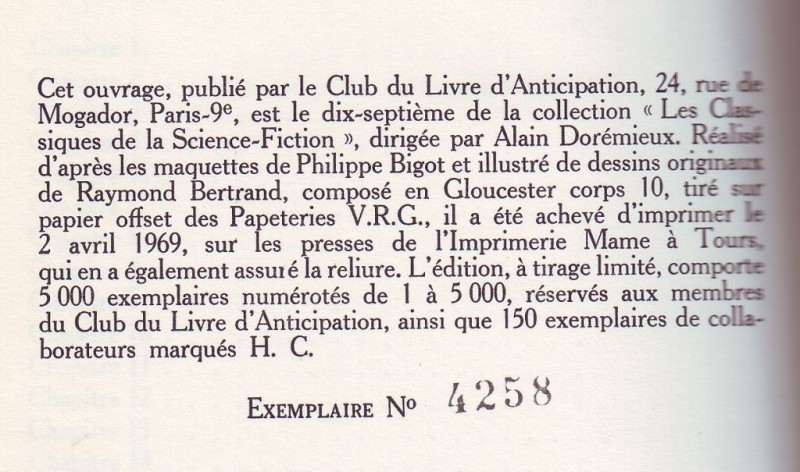 Cet ouvrage, publié par le Club du Livre d'Anticipation, 24, rue de
Mogador, Paris-9e, est le dix-septième de la collection « Les Clas-
siques de la Science-Fiction », dirigée par Alain Dorémieux. Réalisé
d'après les maquettes de Philippe Bigot et illustré de dessins originaux
de Raymond Bertrand, composé en Gloucester corps 10, tiré sur
papier offset des Papeteries V.R.G., il a été achevé d'imprimer le
2 avril 1969, sur les presses de l'Imprimerie Mame à Tours,
qui en a également assuré la reliure. L'édition, à tirage limité, comporte
5 000 exemplaires numérotés de 1 à 5 000, réservés aux membres
du Club du Livre d'Anticipation, ainsi que 150 exemplaires de colla-
borateurs marqués H. C.
EXEMPLAIRE No 4258